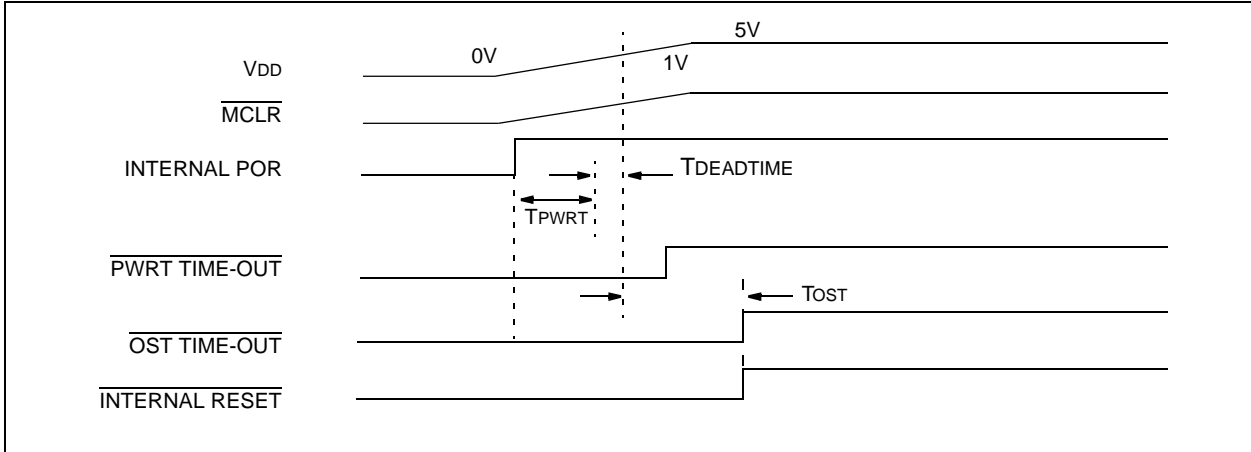 5V
0V
1V
VDD
MCLR
INTERNAL POR
TDEADTIME
TPWRT
PWRT TIME-OUT
TOST
OST TIME-OUT
INTERNAL RESET